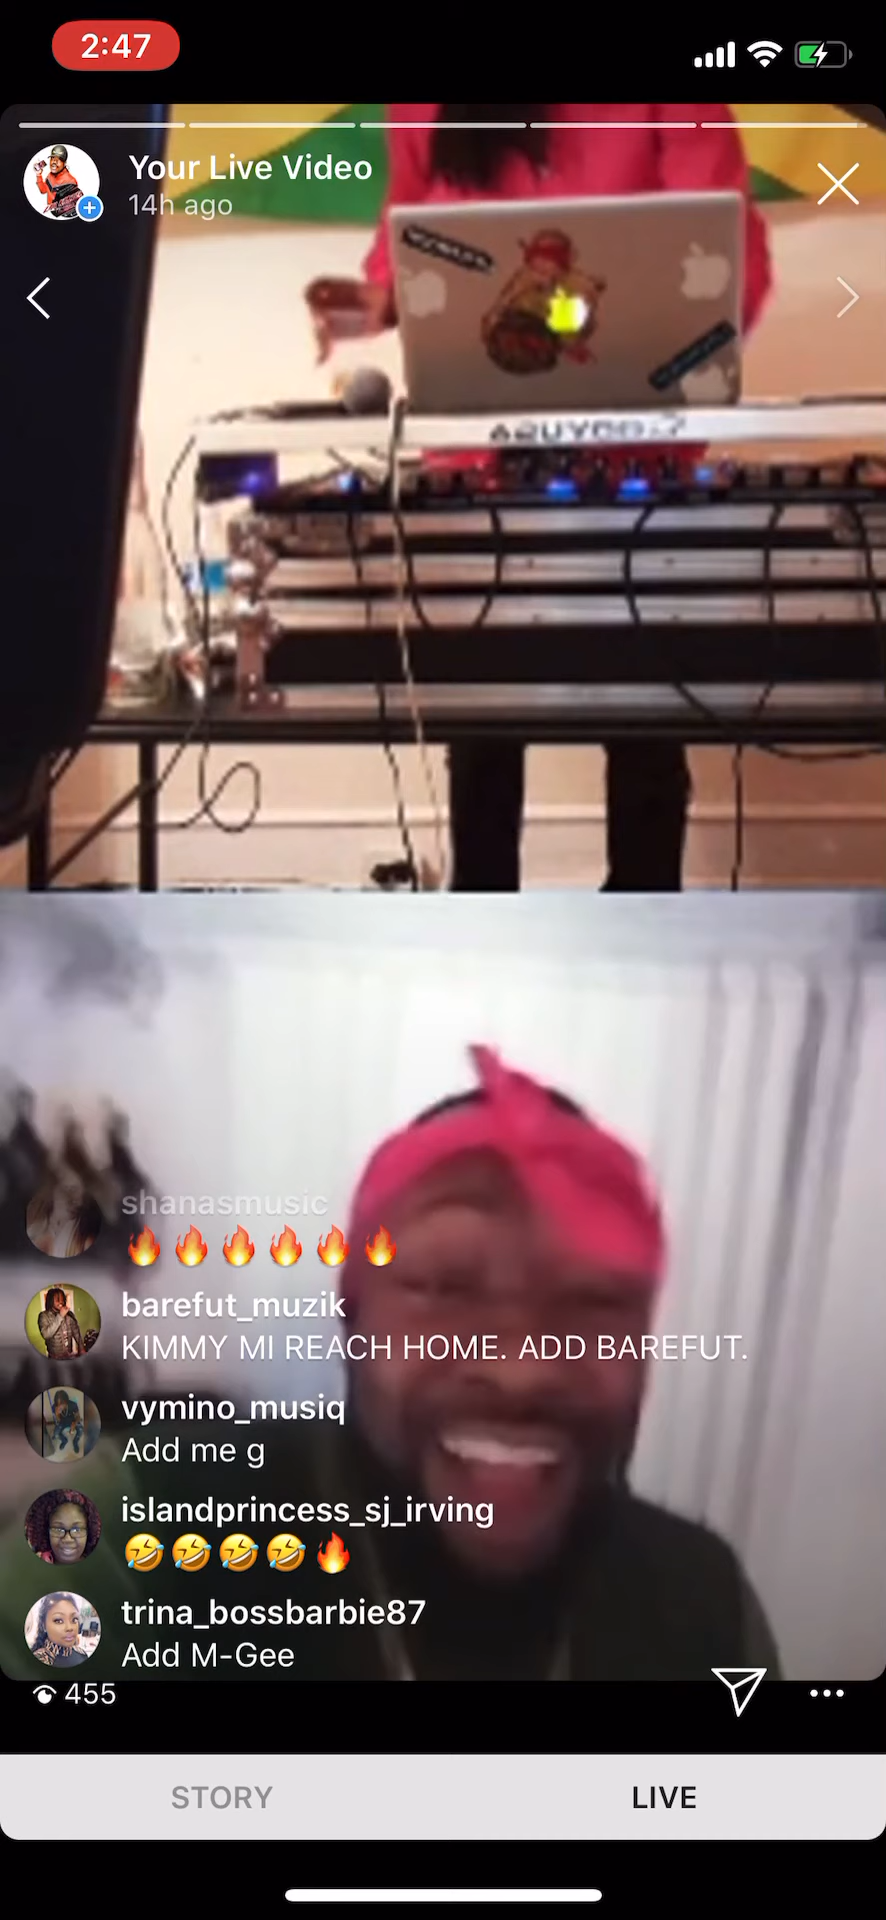 2:47
Your Live Video
14h ago
shanasmusic
🔥🔥🔥🔥🔥🔥
barefut_muzik
KIMMY MI REACH HOME. ADD BAREFUT.
vymino_musiq
Add me g
islandprincess_sj_irving
🤣🤣🤣🤣🔥
trina_bossbarbie87
Add M-Gee
455
STORY
LIVE